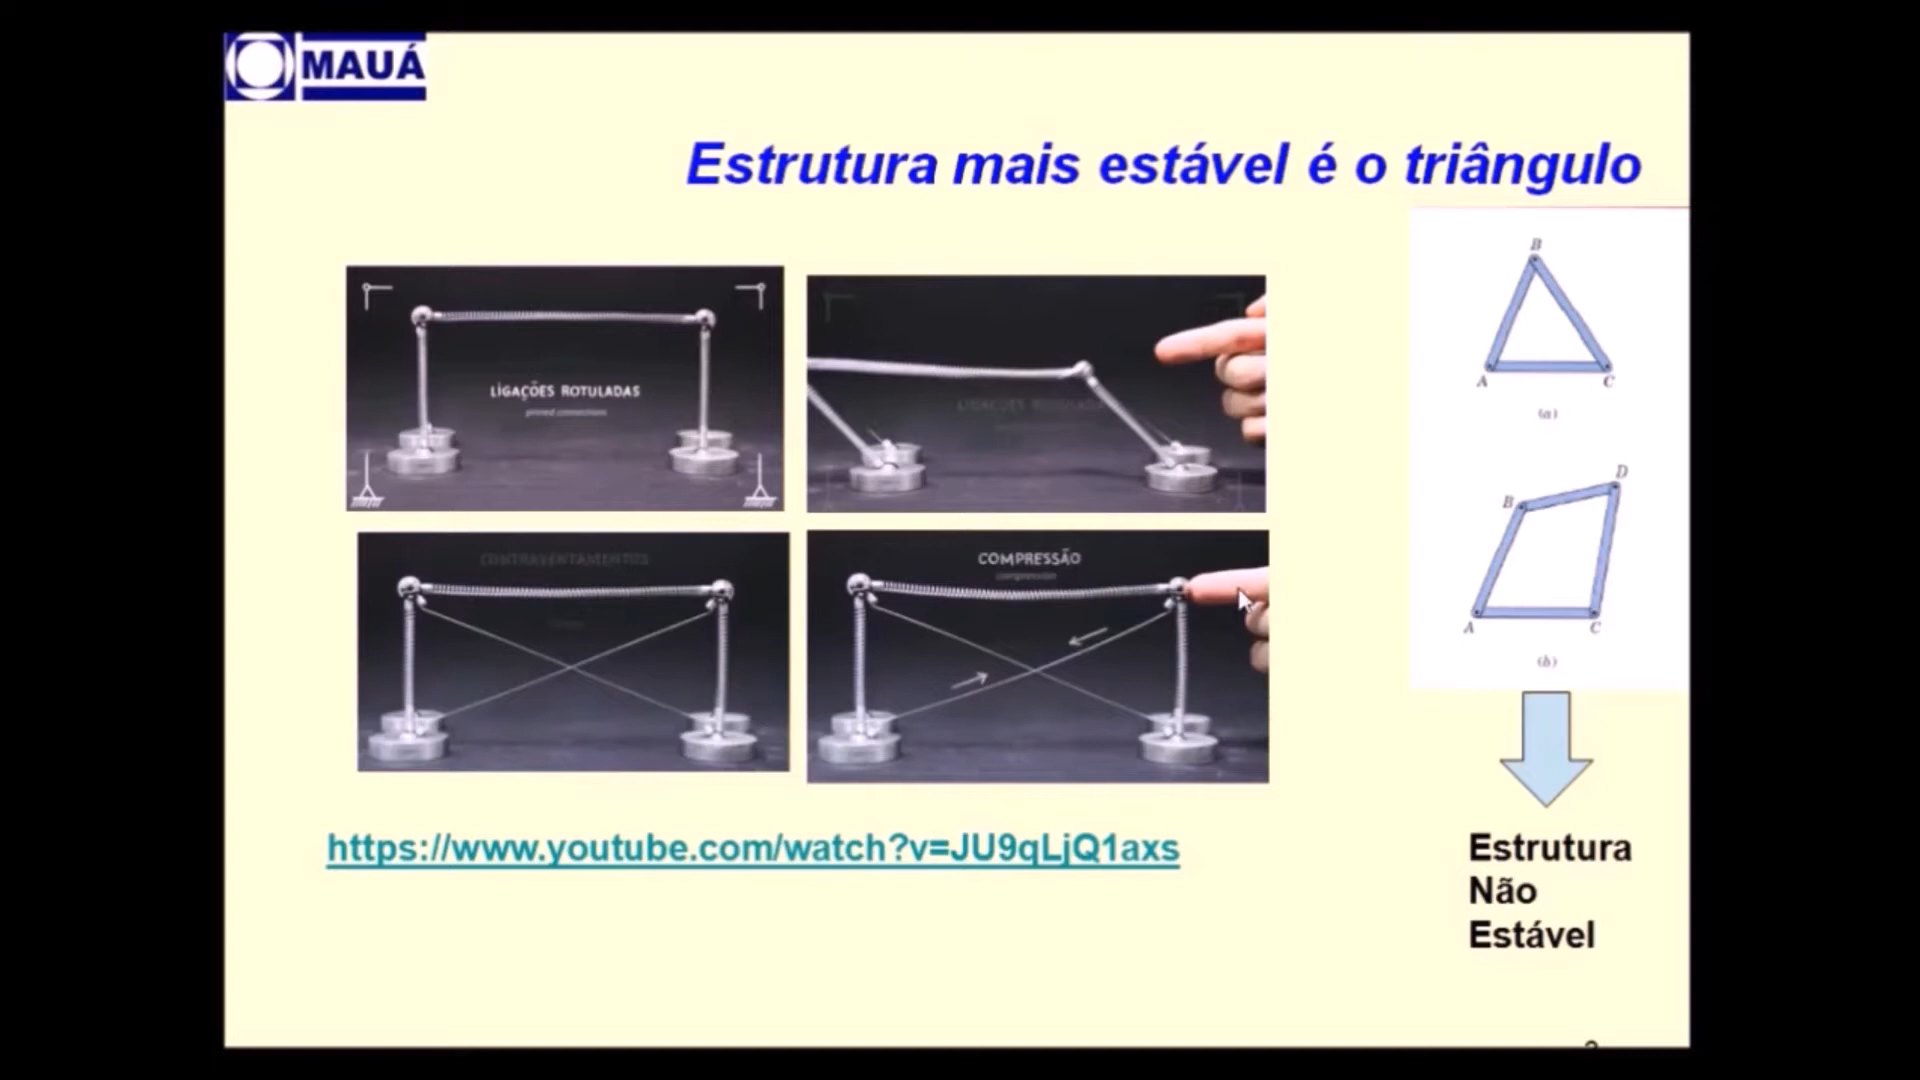 MAUÁ
Estrutura mais estável é o triângulo
LIGAÇÕES ROTULADAS
pinned connections
CONTRAVENTAMENTOS
COMPRESSÃO
compression
B
A
C
(a)
D
B
A
C
(b)
https://www.youtube.com/watch?v=JU9qLjQ1axs
Estrutura
Não
Estável